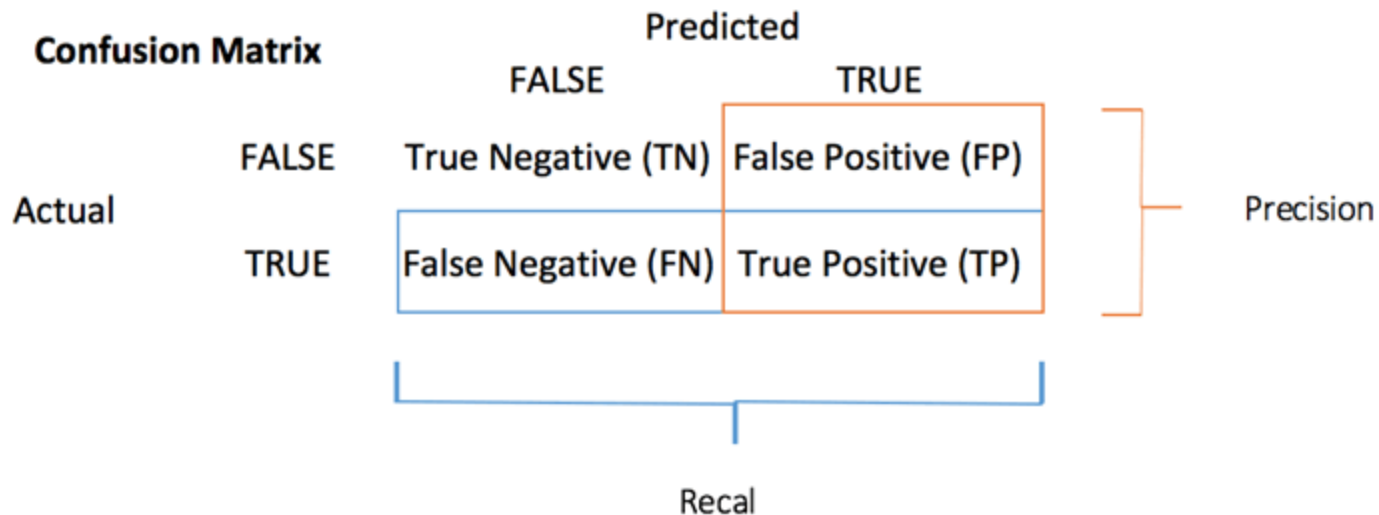 Predicted
Confusion Matrix
FALSE TRUE
FALSE True Negative (TN) False Positive (FP)
Actual Precision
TRUE False Negative (FN) True Positive (TP)
Recal